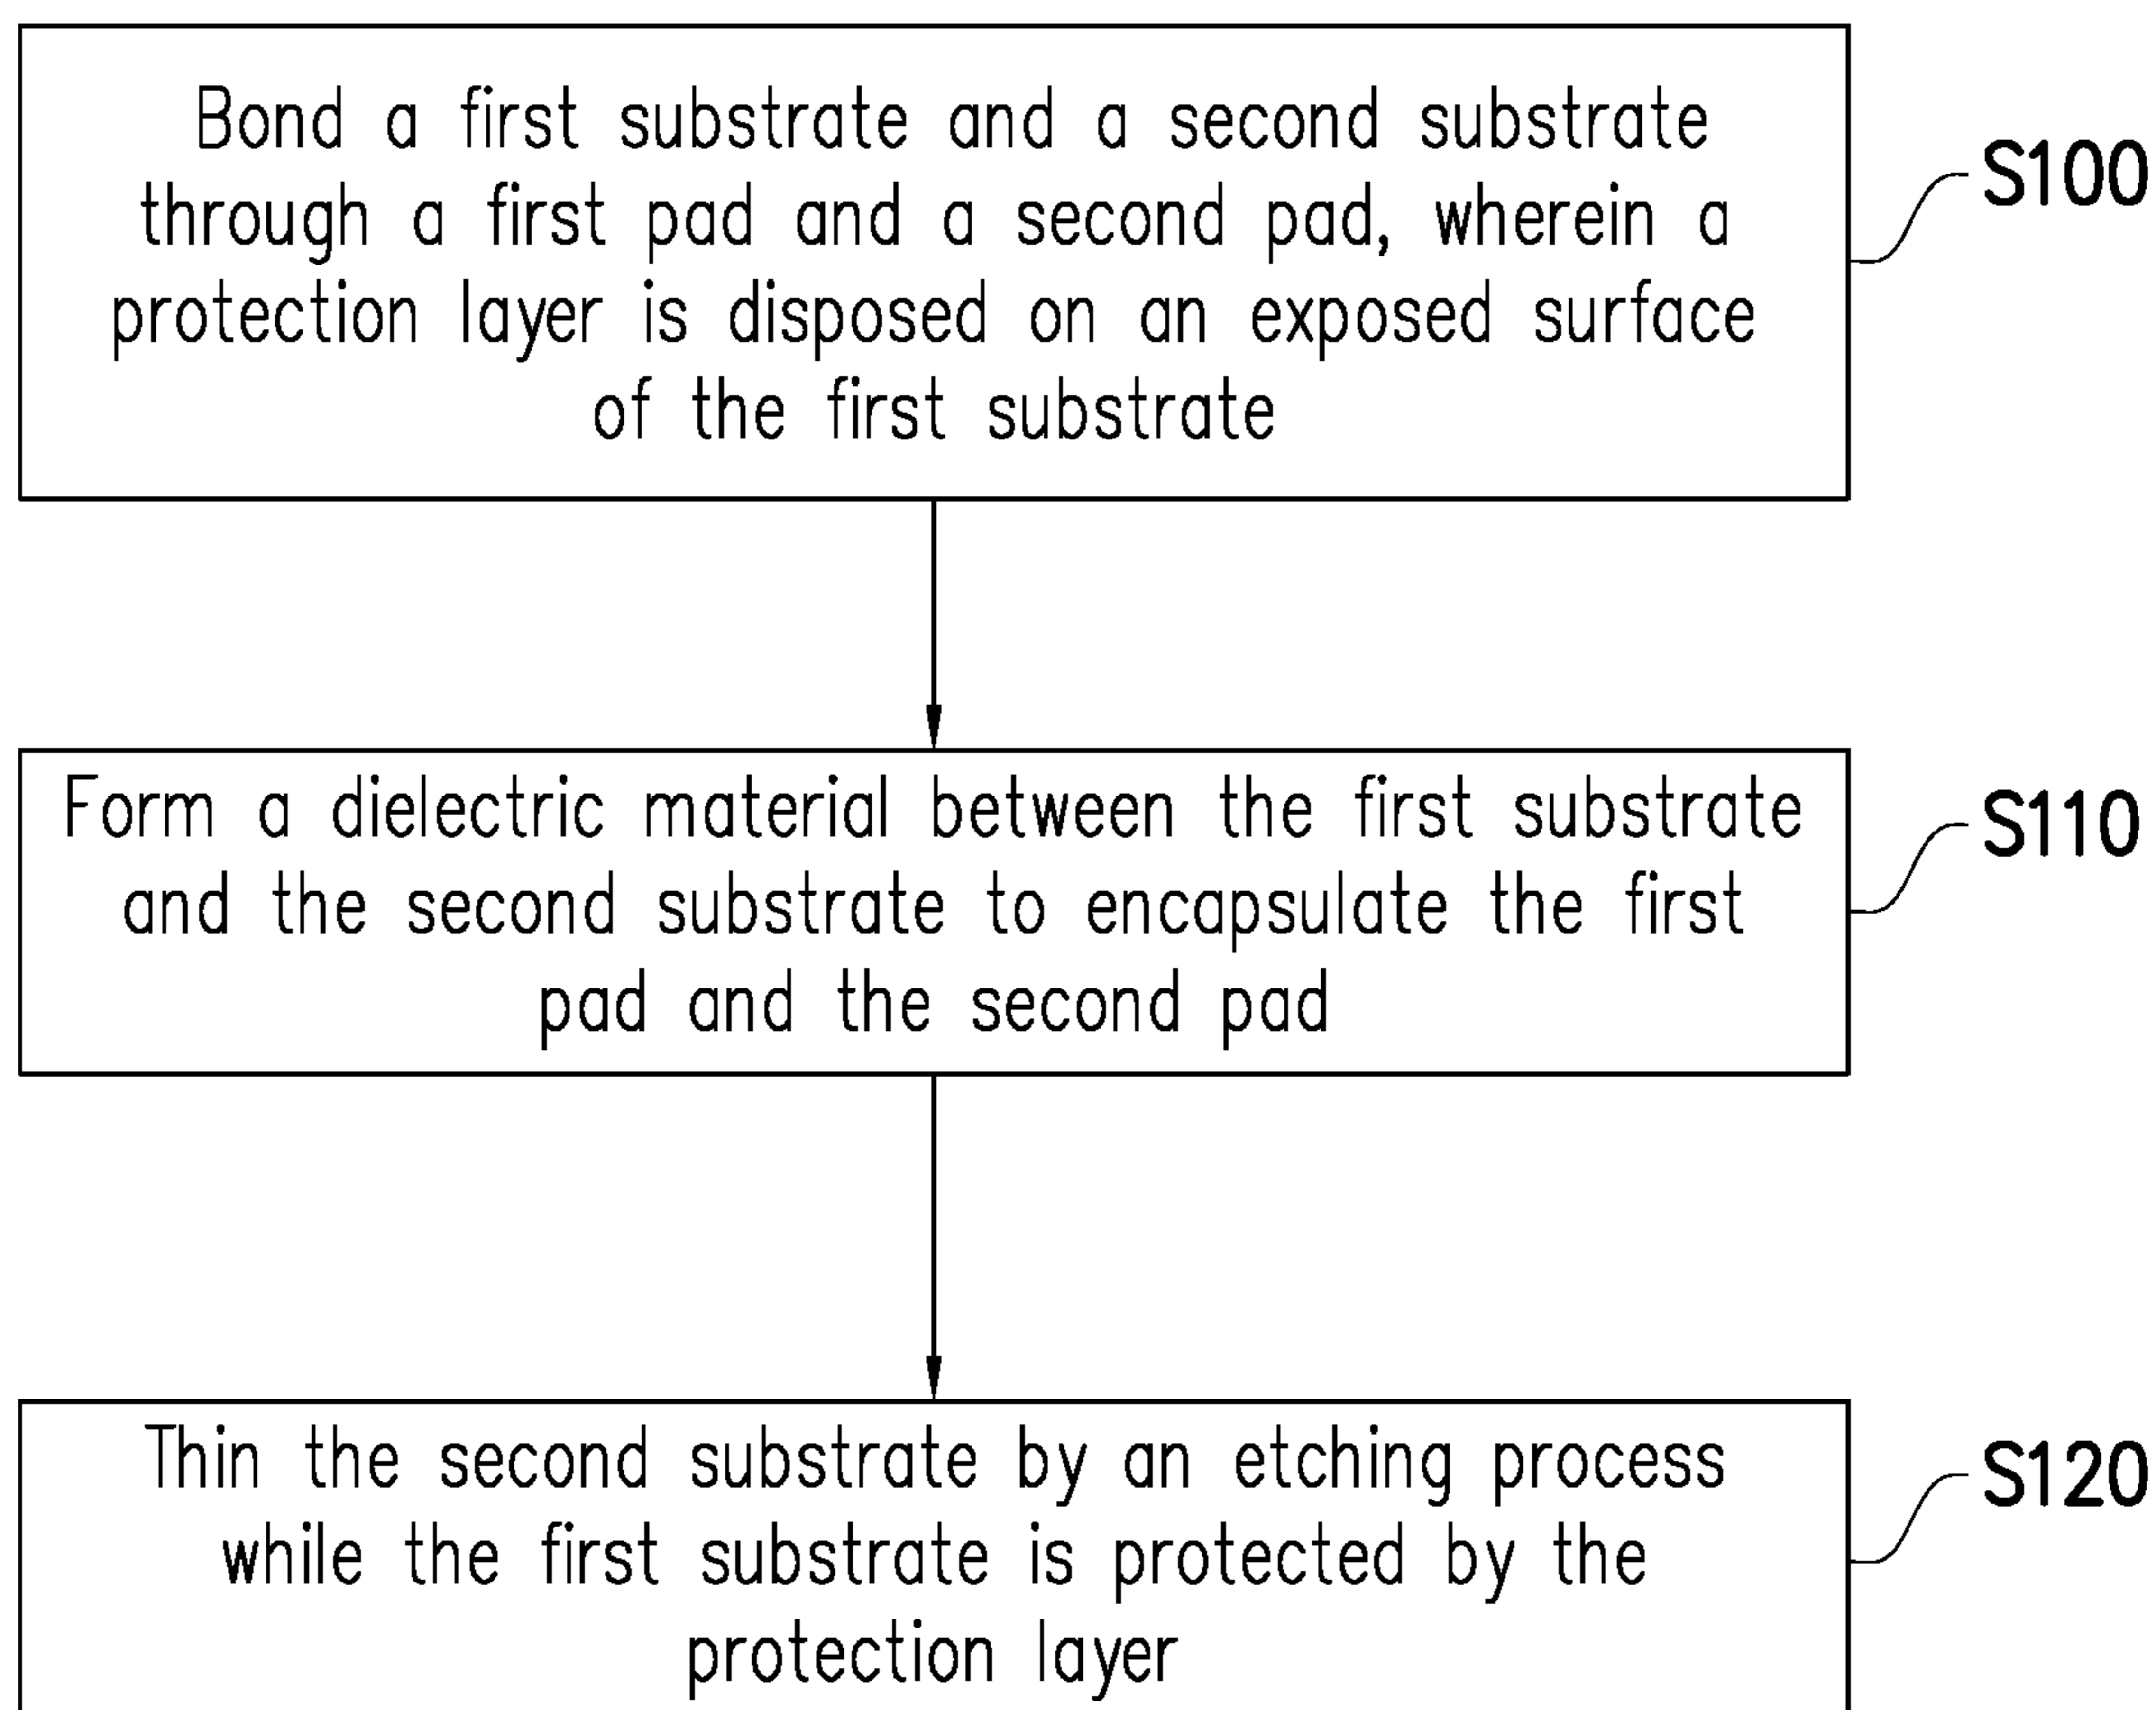 Bond a first substrate and a second substrate
through a first pad and a second pad, wherein a
protection layer is disposed on an exposed surface
of the first substrate
S100
Form a dielectric material between the first substrate
and the second substrate to encapsulate the first
pad and the second pad
S110
Thin the second substrate by an etching process
while the first substrate is protected by the
protection layer
S120